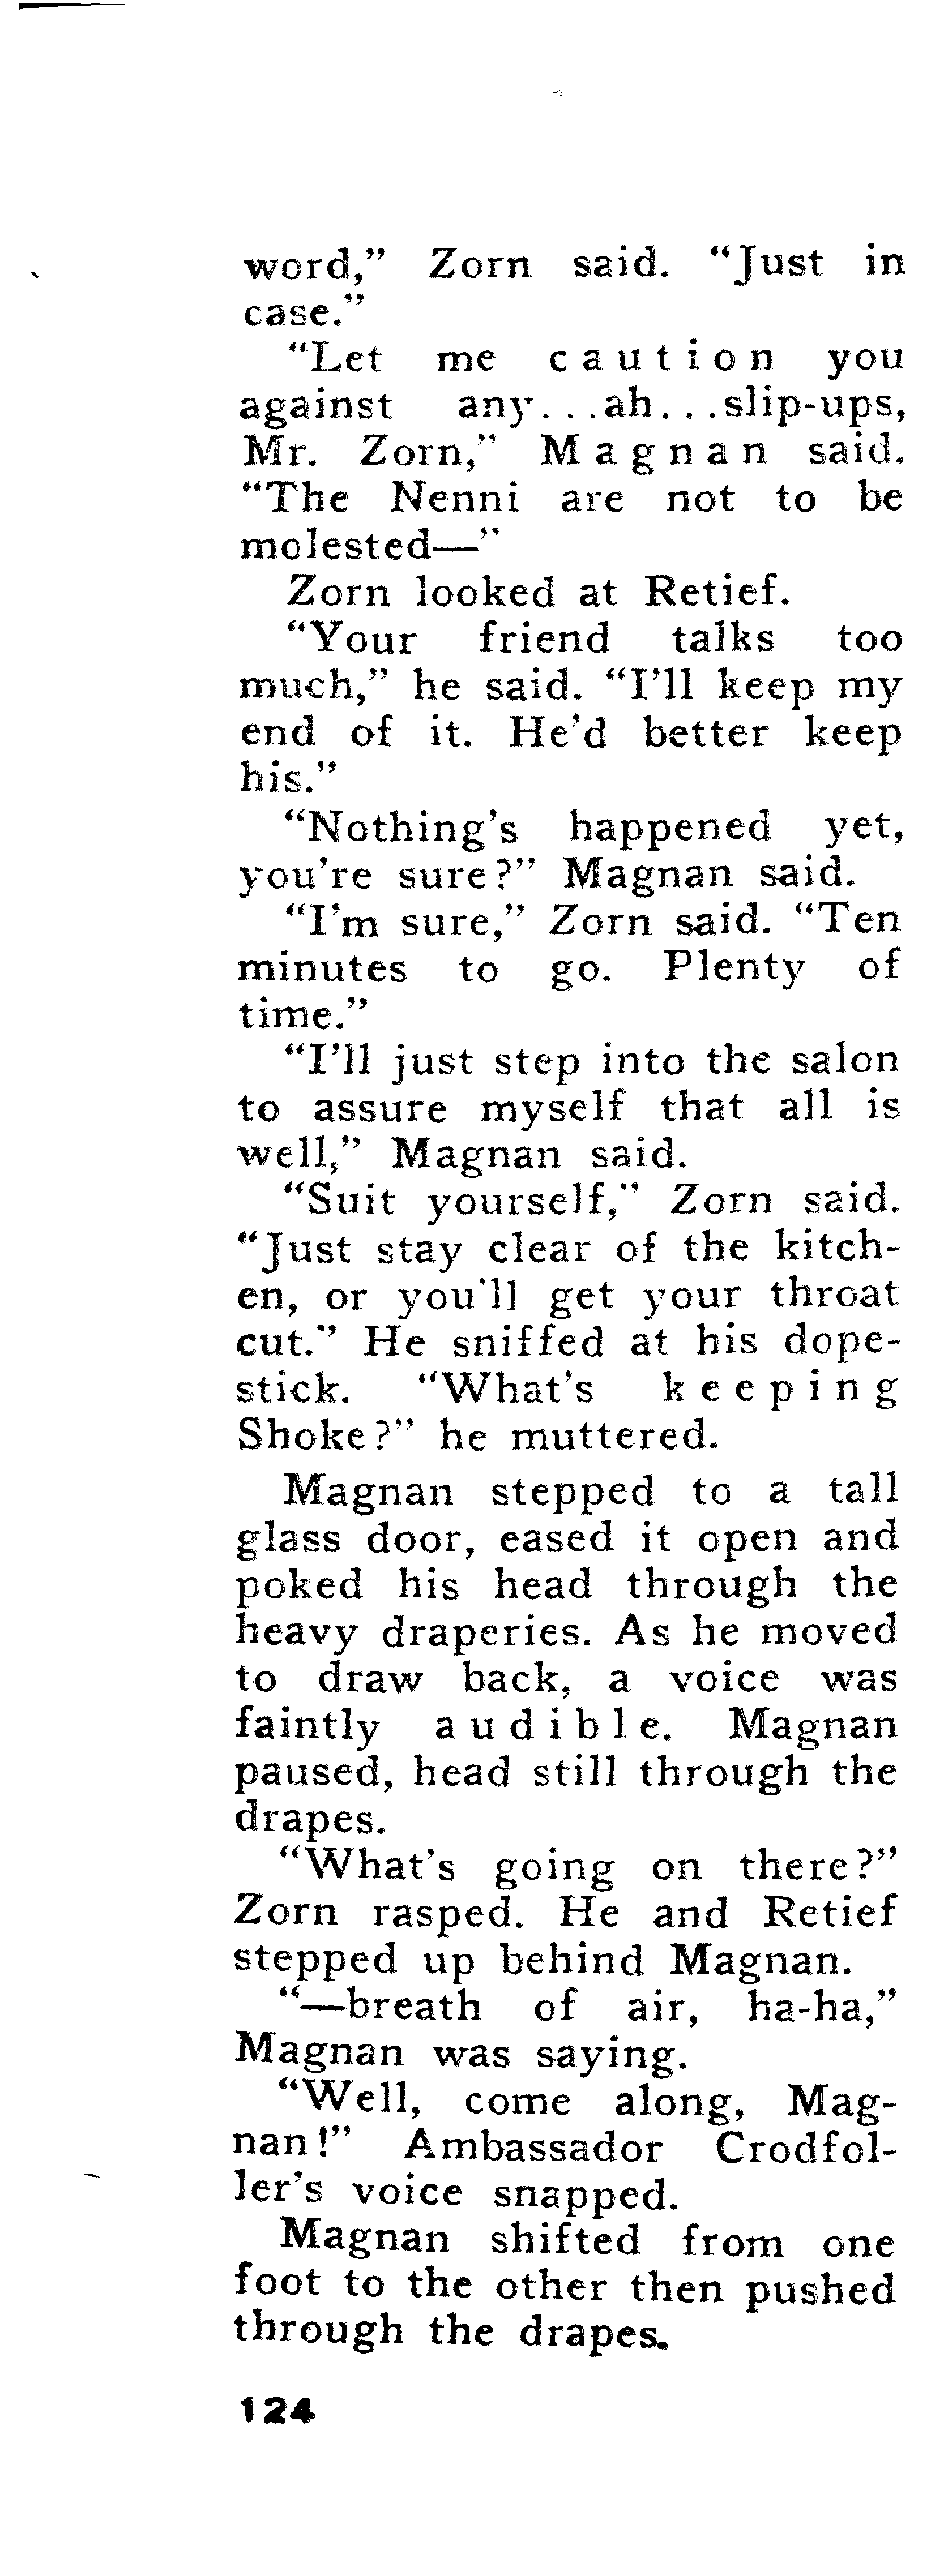 word,” Zorn said. “Just in
case.”
“Let me caution you
against any...ah...slip-ups,
Mr. Zorn,” Magnan said.
“The Nenni are not to be
molested—”
Zorn looked at Retief.
“Your friend talks too
much,” he said. “I’ll keep my
end of it. He’d better keep
his.”
“Nothing’s happened yet,
you’re sure?” Magnan said.
“I’m sure,” Zorn said. “Ten
minutes to go. Plenty of
time.”
“I’ll just step into the salon
to assure myself that all is
well,” Magnan said.
“Suit yourself,” Zorn said.
“Just stay clear of the kitch-
en, or you’ll get your throat
cut.” He sniffed at his dope-
stick. “What’s keeping
Shoke?” he muttered.
Magnan stepped to a tall
glass door, eased it open and
poked his head through the
heavy draperies. As he moved
to draw back, a voice was
faintly audible. Magnan
paused, head still through the
drapes.
“What’s going on there?”
Zorn rasped. He and Retief
stepped up behind Magnan.
“—breath of air, ha-ha,”
Magnan was saying.
“Well, come along, Mag-
nan!” Ambassador Crodfol-
ler’s voice snapped.
Magnan shifted from one
foot to the other then pushed
through the drapes.
124